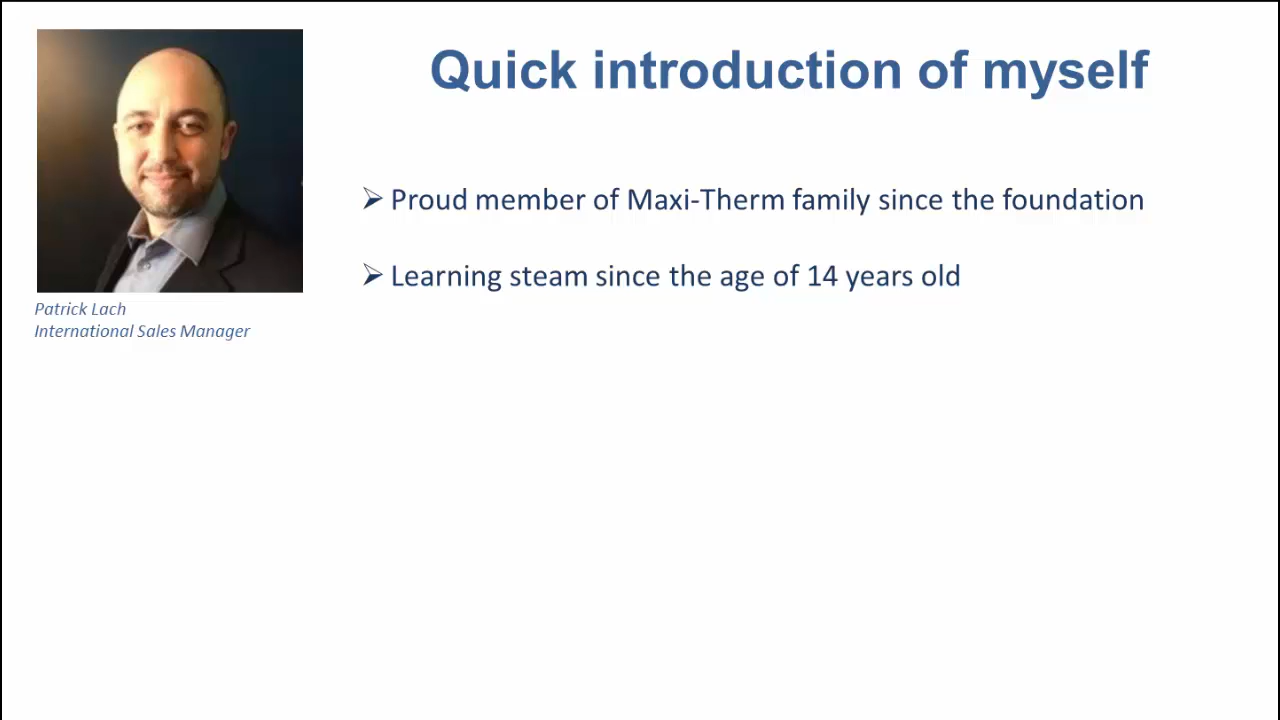 Quick introduction of myself
Proud member of Maxi-Therm family since the foundation
Learning steam since the age of 14 years old
Patrick Lach
International Sales Manager